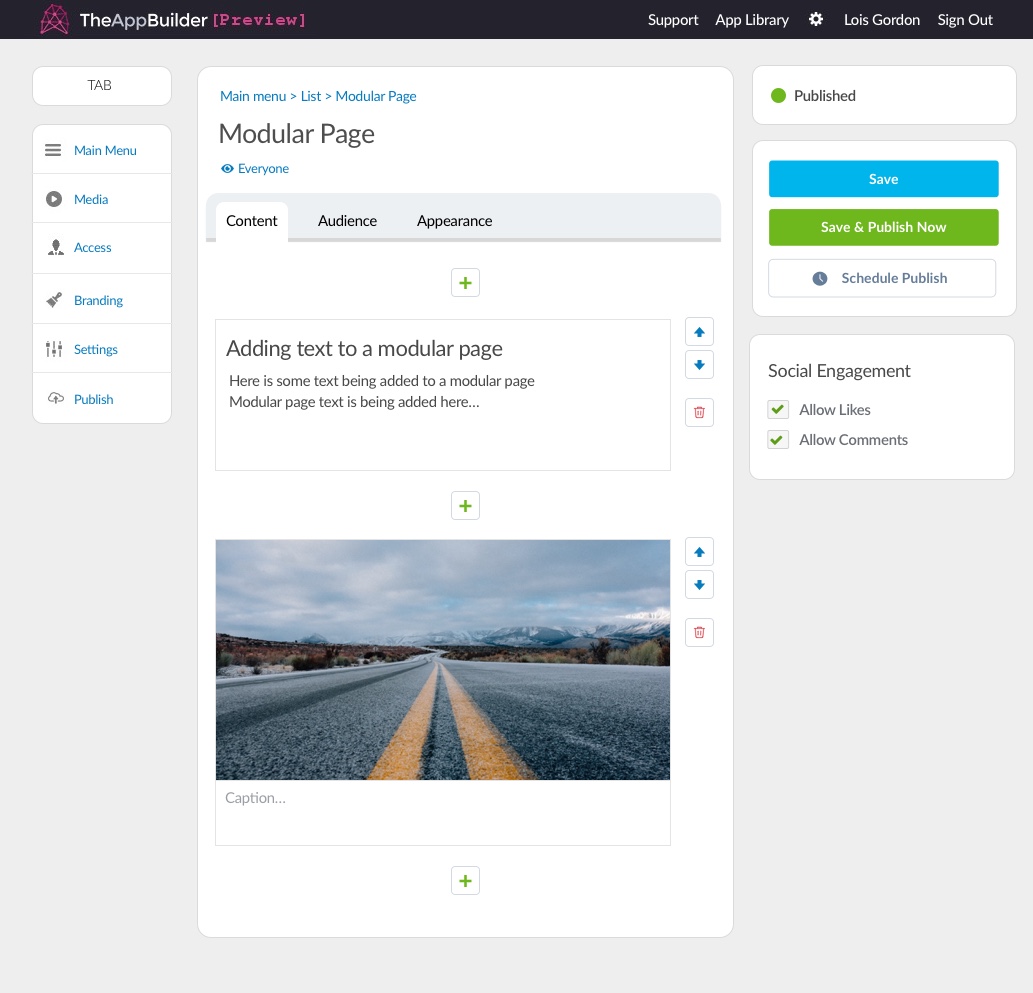 TheAppBuilder [Preview]
Support App Library Lois Gordon Sign Out
TAB
Main Menu
Media
Access
Branding
Settings
Publish
Main menu > List > Modular Page
Modular Page
Everyone
Content Audience Appearance
Adding text to a modular page
Here is some text being added to a modular page
Modular page text is being added here...
Caption...
Published
Save
Save & Publish Now
Schedule Publish
Social Engagement
Allow Likes
Allow Comments